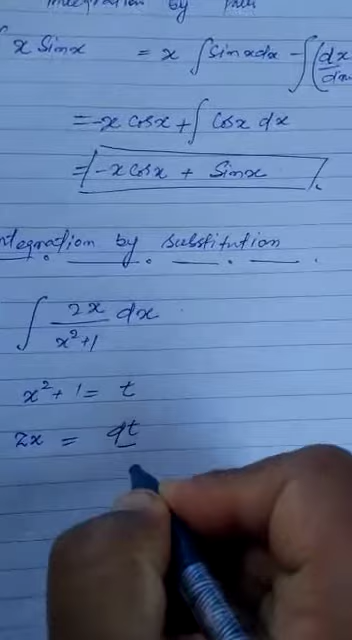 Integration by Parts
∫ x Sinx = x ∫ sinx dx - ∫ (dx/dx
= -x cosx + ∫ cosx dx
= -x cosx + Sinx
Integration by substitution
∫ 2x/x²+1 dx
x² + 1 = t
2x = dt